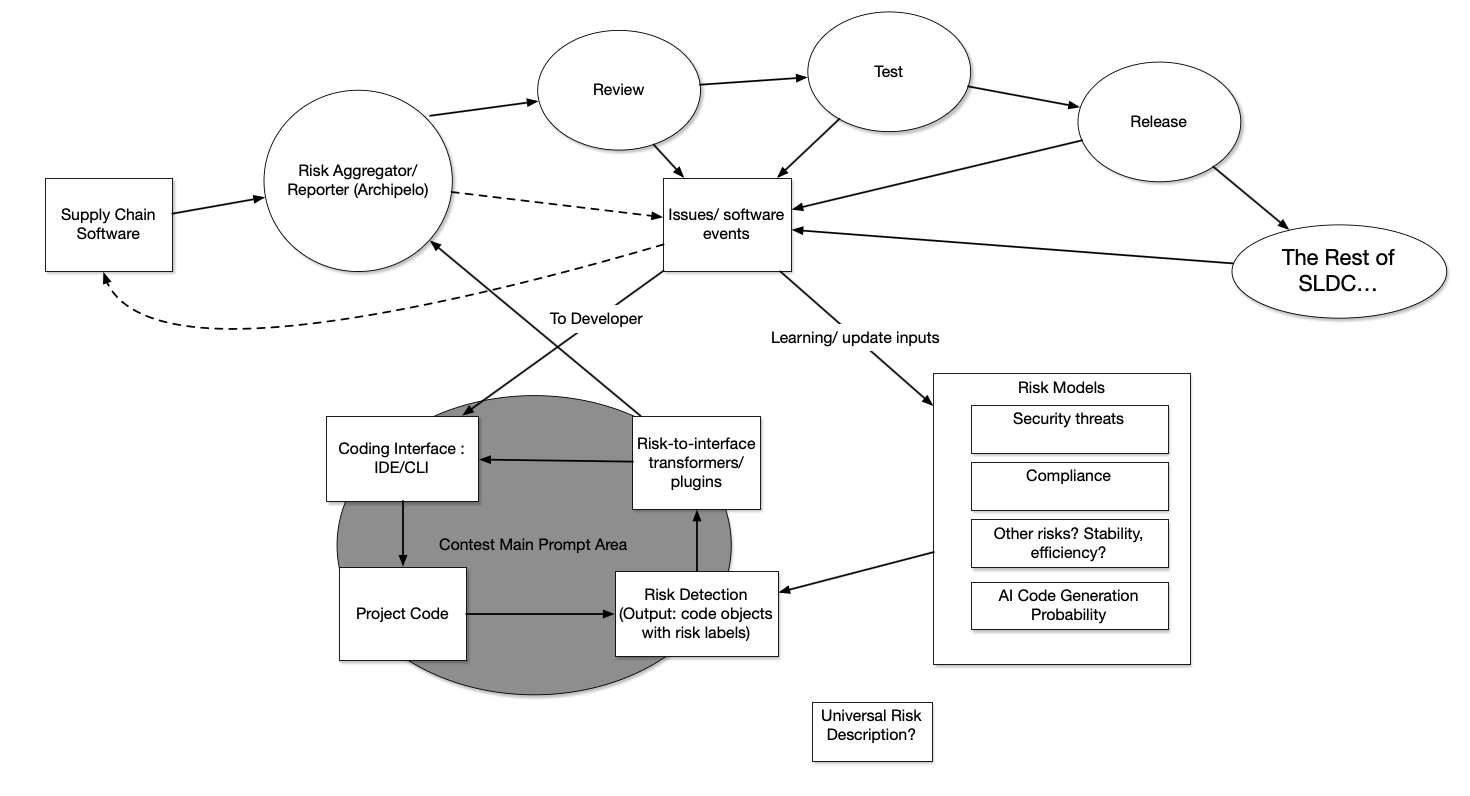 Review
Test
Release
Risk Aggregator/
Reporter (Archipelo)
Supply Chain
Software
Issues/ software
events
The Rest of
SLDC...
To Developer
Learning/ update inputs
Risk Models
Security threats
Compliance
Other risks? Stability,
efficiency?
AI Code Generation
Probability
Coding Interface :
IDE/CLI
Risk-to-interface
transformers/
plugins
Contest Main Prompt Area
Project Code
Risk Detection
(Output: code objects
with risk labels)
Universal Risk
Description?